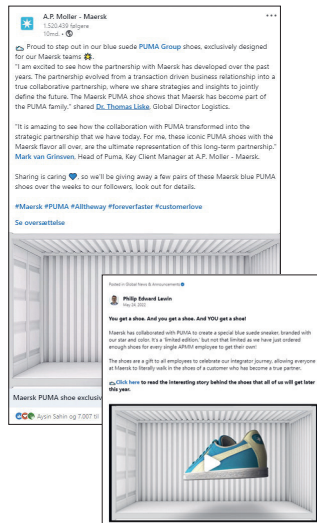 A.P. Moller - Maersk
1.520.439 følgere
10md. •
Proud to step out in our blue suede PUMA Group shoes, exclusively designed
for our Maersk teams
"I am excited to see how the partnership with Maersk has developed over the past
years. The partnership evolved from a transaction driven business relationship into a
true collaborative partnership, where we share strategies and insights to jointly
define the future. The Maersk PUMA shoe shows that Maersk has become part of
the PUMA family." shared Dr. Thomas Liske, Global Director Logistics.
"It is amazing to see how the collaboration with PUMA transformed into the
strategic partnership that we have today. For me, these iconic PUMA shoes with the
Maersk flavor all over, are the ultimate representation of this long-term partnership."
Mark van Grinsven, Head of Puma, Key Client Manager at A.P. Moller - Maersk.
Sharing is caring 💙, so we'll be giving away a few pairs of these Maersk blue PUMA
shoes over the weeks to our followers, look out for details.
#Maersk #PUMA #Alltheway #foreverfaster #customerlove
Se oversættelse
Maersk PUMA shoe exclusiv
Aysin Sahin og 7.007 til
Posted in Global News & Announcements
Philip Edward Lewin
May 24, 2022
You get a shoe. And you get a shoe. And YOU get a shoe!
Maersk has collaborated with PUMA to create a special blue suede sneaker, branded with
our star and color. It's a 'limited edition,' but not that limited as we have just ordered
enough shoes for every single APMM employee to get their own!
The shoes are a gift to all employees to celebrate our integrator journey, allowing everyone
at Maersk to literally walk in the shoes of a customer who has become a true partner.
Click here to read the interesting story behind the shoes that all of us will get later
this year.